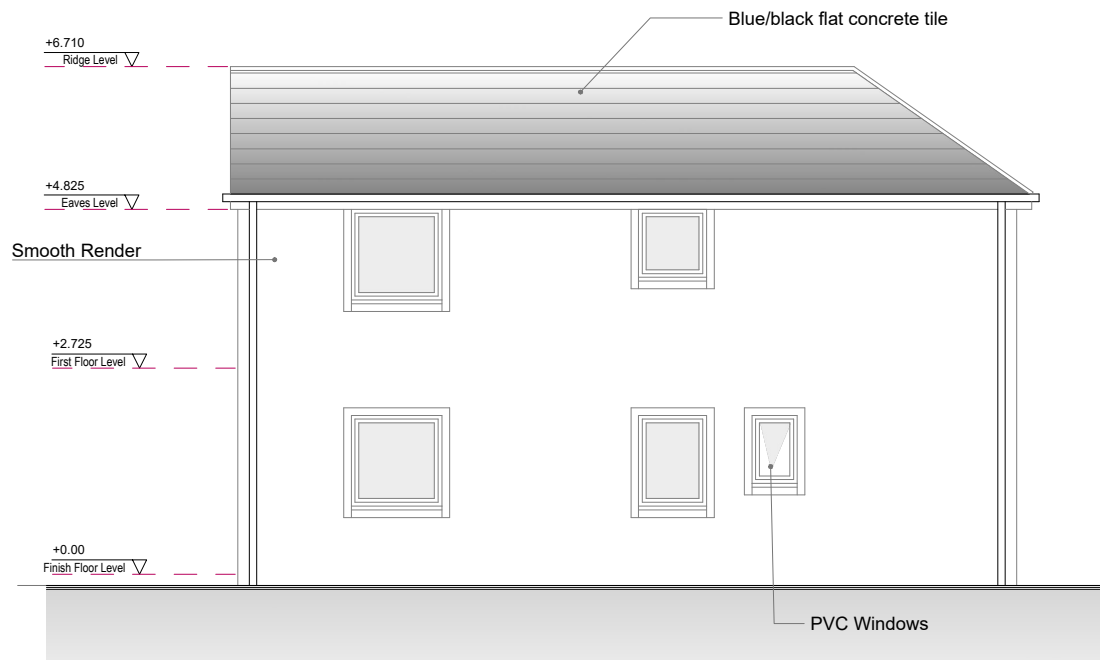 Blue/black flat concrete tile
+6.710
Ridge Level
+4.825
Eaves Level
Smooth Render
+2.725
First Floor Level
+0.00
Finish Floor Level
PVC Windows